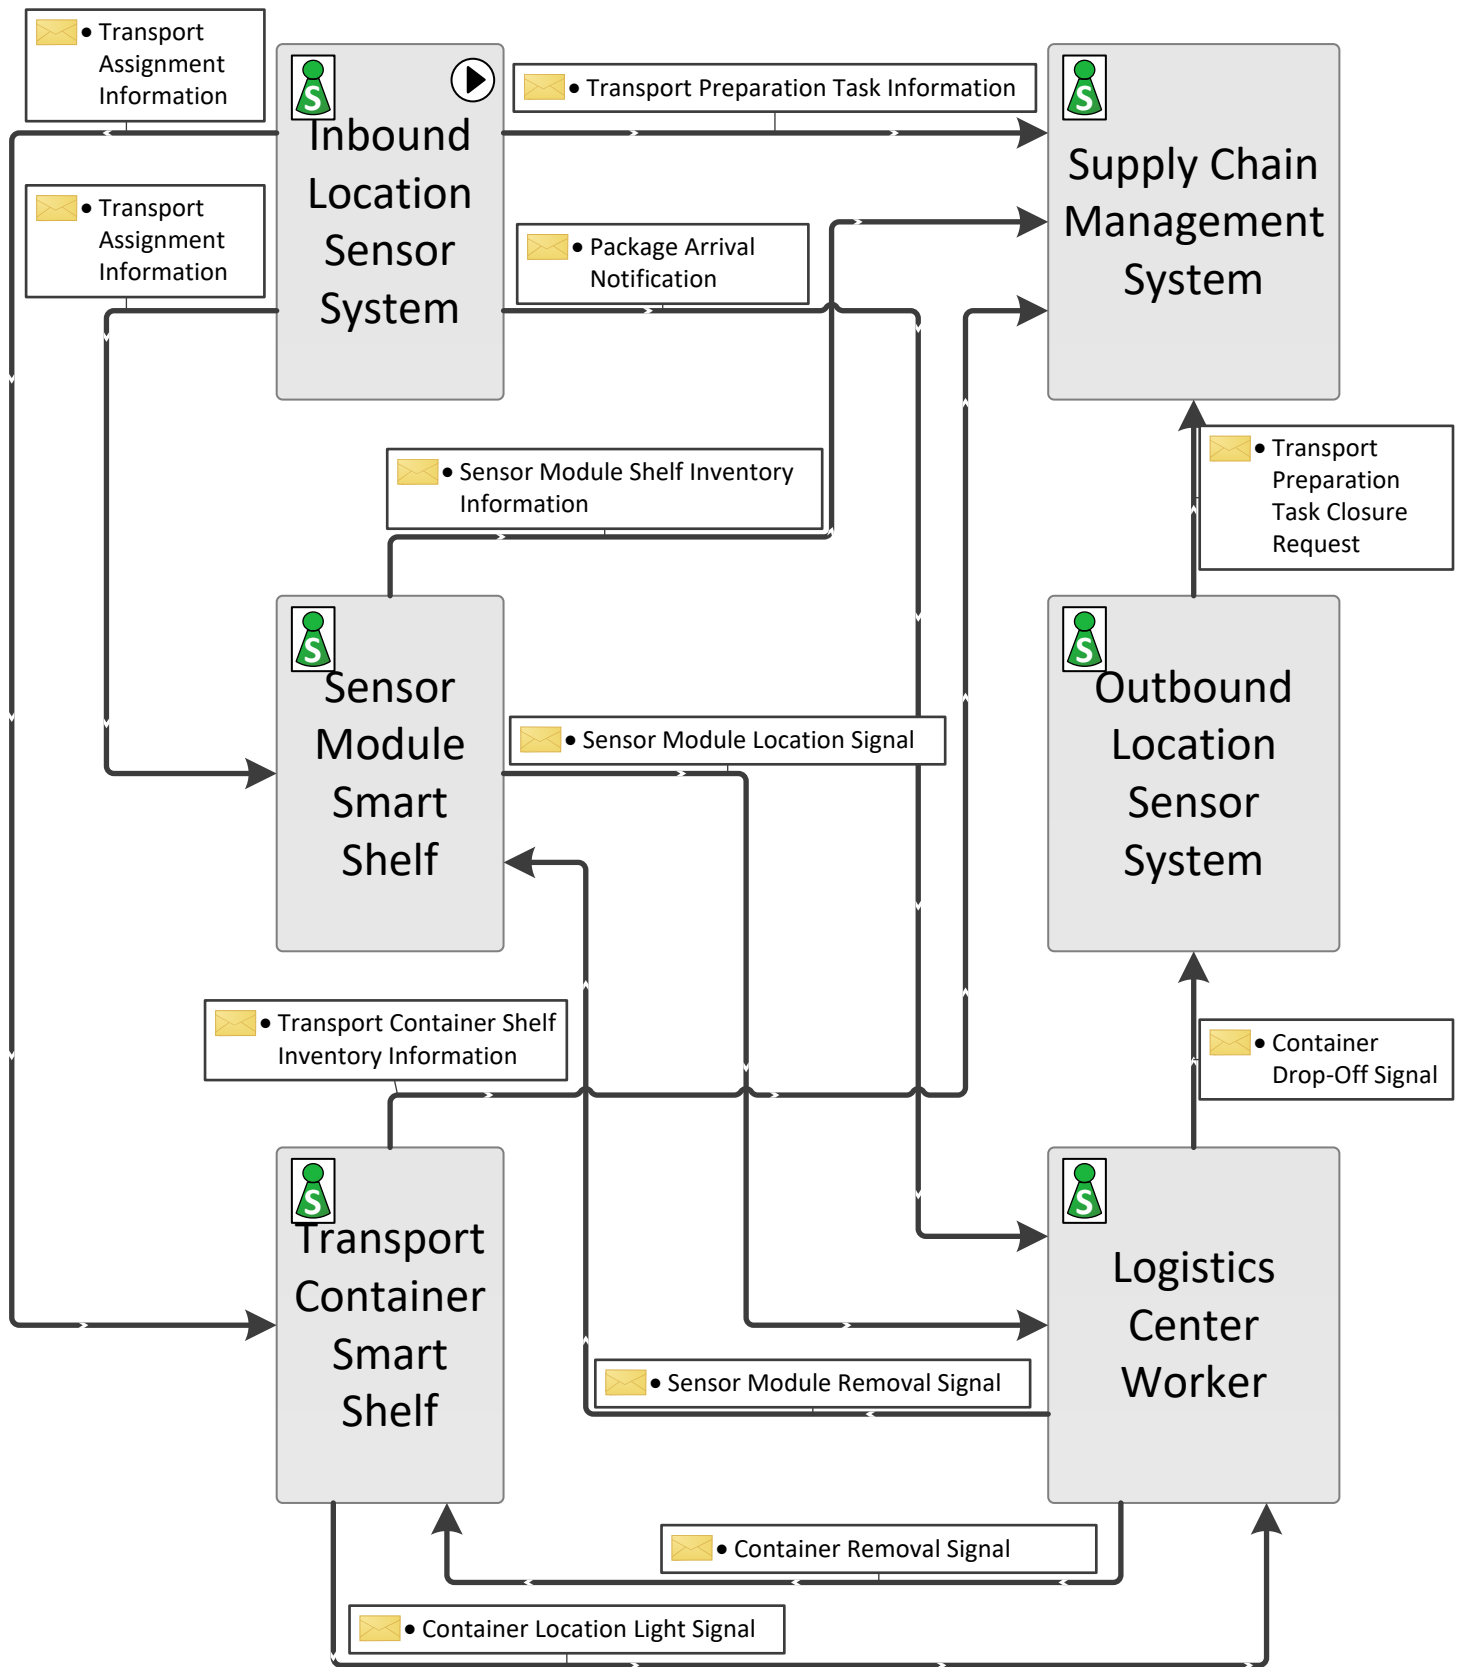 • Transport
Assignment
Information
S
Inbound
Location
Sensor
System
• Transport Preparation Task Information
S
Supply Chain
Management
System
• Transport
Assignment
Information
• Package Arrival
Notification
• Sensor Module Shelf Inventory
Information
• Transport
Preparation
Task Closure
Request
S
Sensor
Module
Smart
Shelf
• Sensor Module Location Signal
S
Outbound
Location
Sensor
System
• Transport Container Shelf
Inventory Information
• Container
Drop-Off Signal
S
Transport
Container
Smart
Shelf
S
Logistics
Center
Worker
• Sensor Module Removal Signal
• Container Removal Signal
• Container Location Light Signal